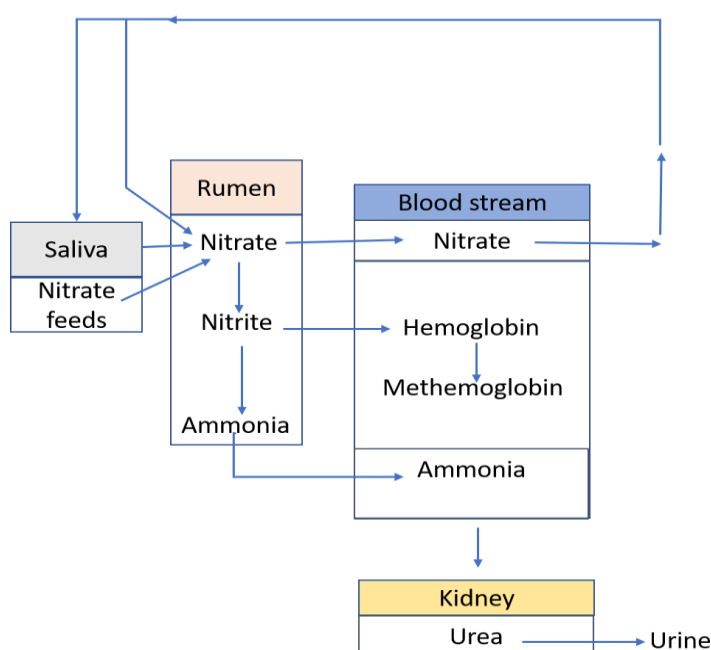 Rumen
Blood stream
Saliva
Nitrate
Nitrate
Nitrate
feeds
Nitrite
Hemoglobin
Methemoglobin
Ammonia
Ammonia
Kidney
Urea
Urine